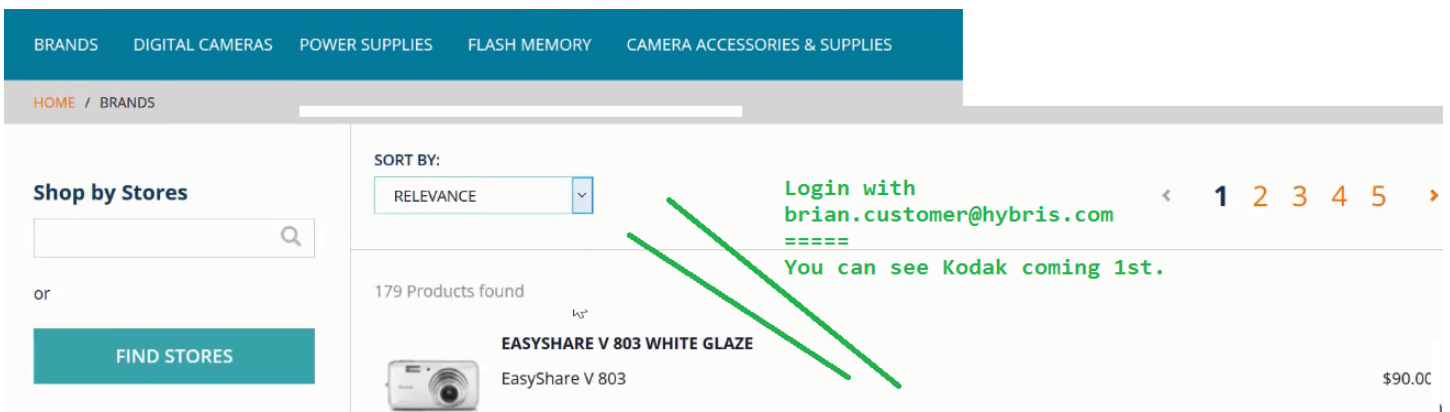 BRANDS DIGITAL CAMERAS POWER SUPPLIES FLASH MEMORY CAMERA ACCESSORIES & SUPPLIES
HOME / BRANDS
Shop by Stores
or
FIND STORES
SORT BY:
RELEVANCE
Login with
brian.customer@hybris.com
=====
You can see Kodak coming 1st.
‹ 1 2 3 4 5 ›
179 Products found
EASYSHARE V 803 WHITE GLAZE
EasyShare V 803
$90.00